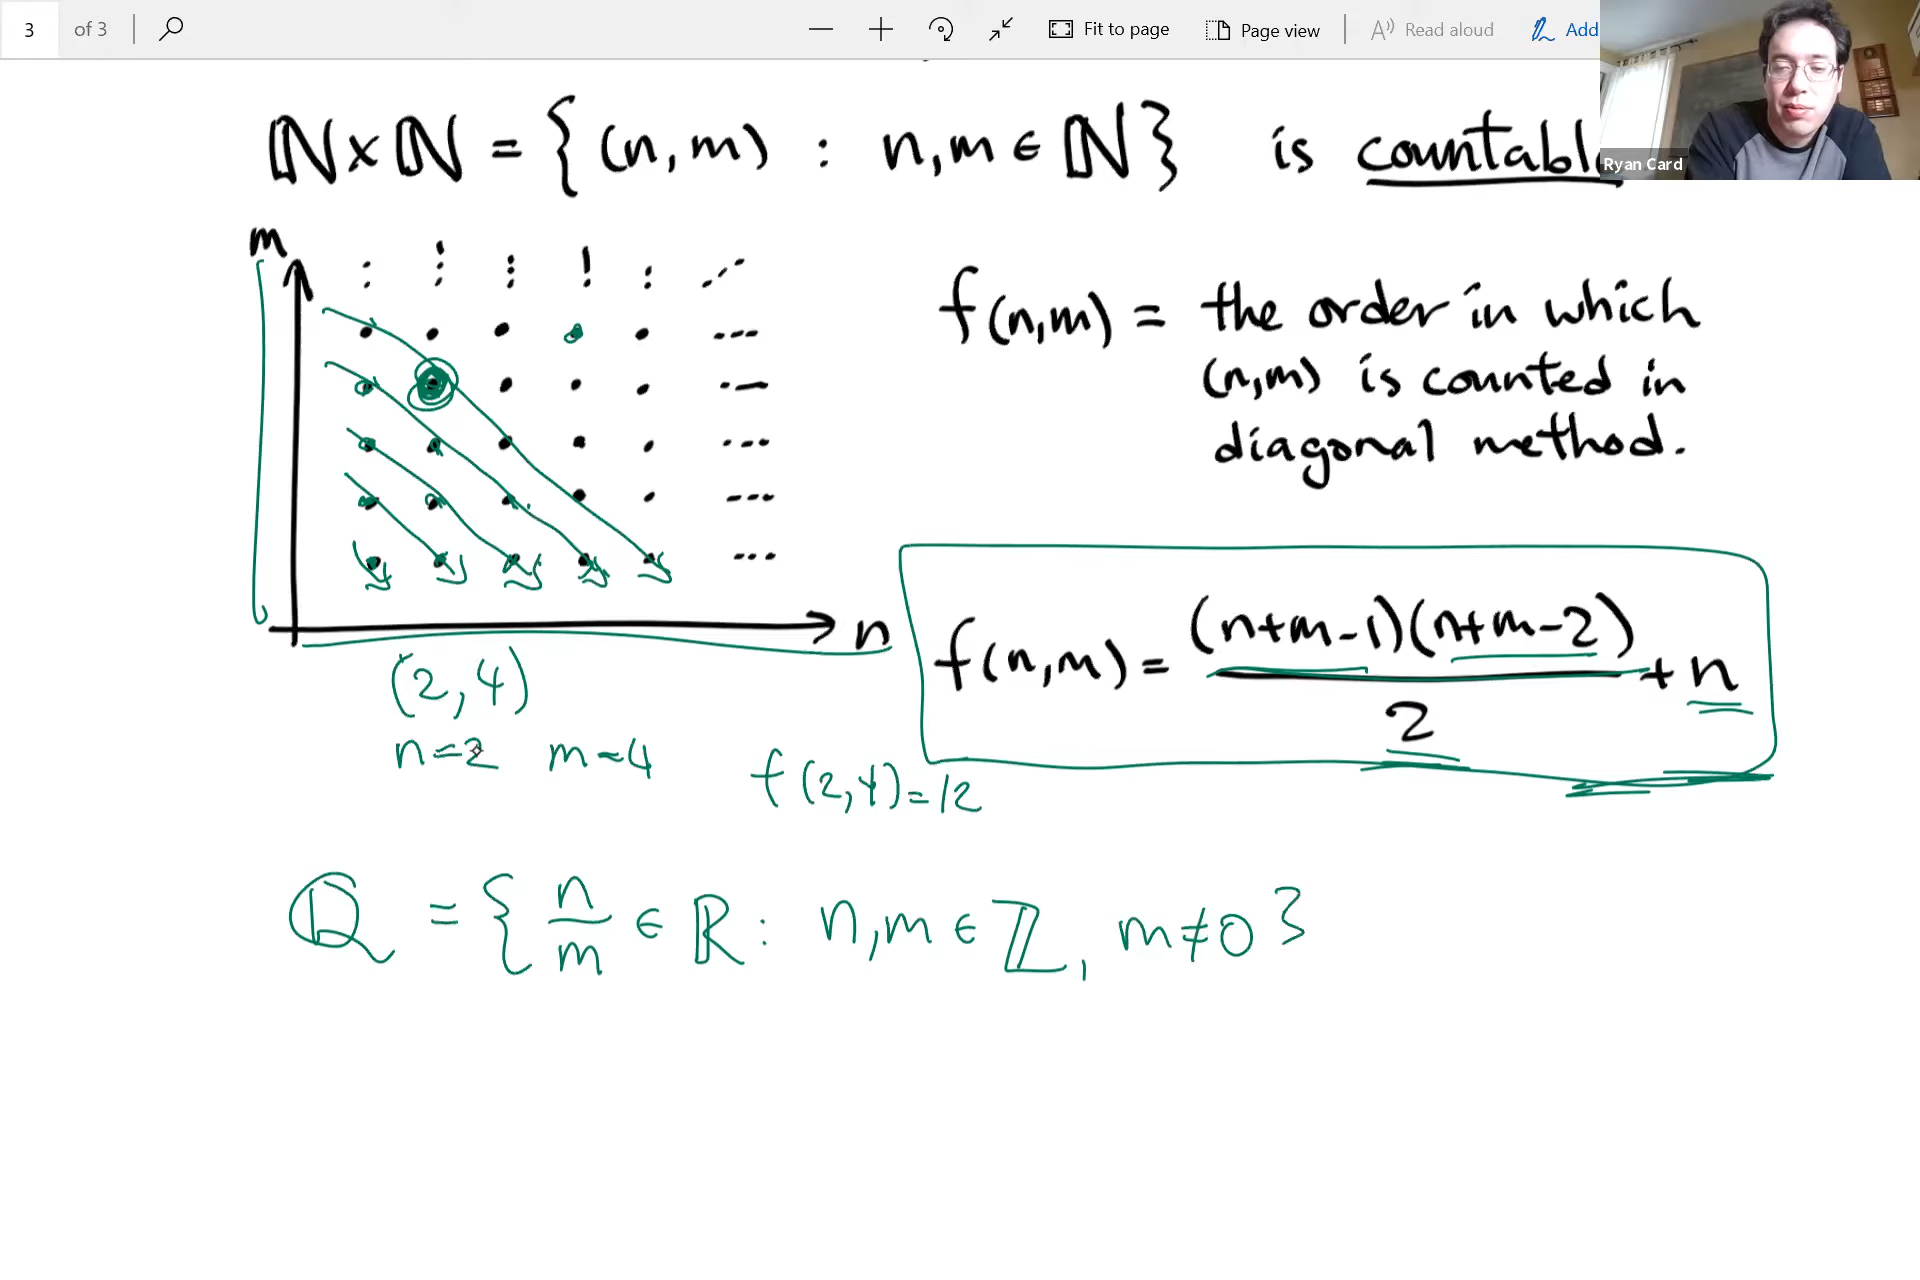 3 of 3 Fit to page Page view Read aloud Add
Ryan Card
ℕ×ℕ = {(n,m) : n,m ∈ ℕ} is countabl
m
f(n,m) = the order in which
(n,m) is counted in
diagonal method.
n
f(n,m) = (n+m-1)(n+m-2)/2 + n
(2,4)
n=2 m=4
f(2,4)=12
ℚ = {n/m ∈ ℝ : n,m ∈ ℤ, m≠0}